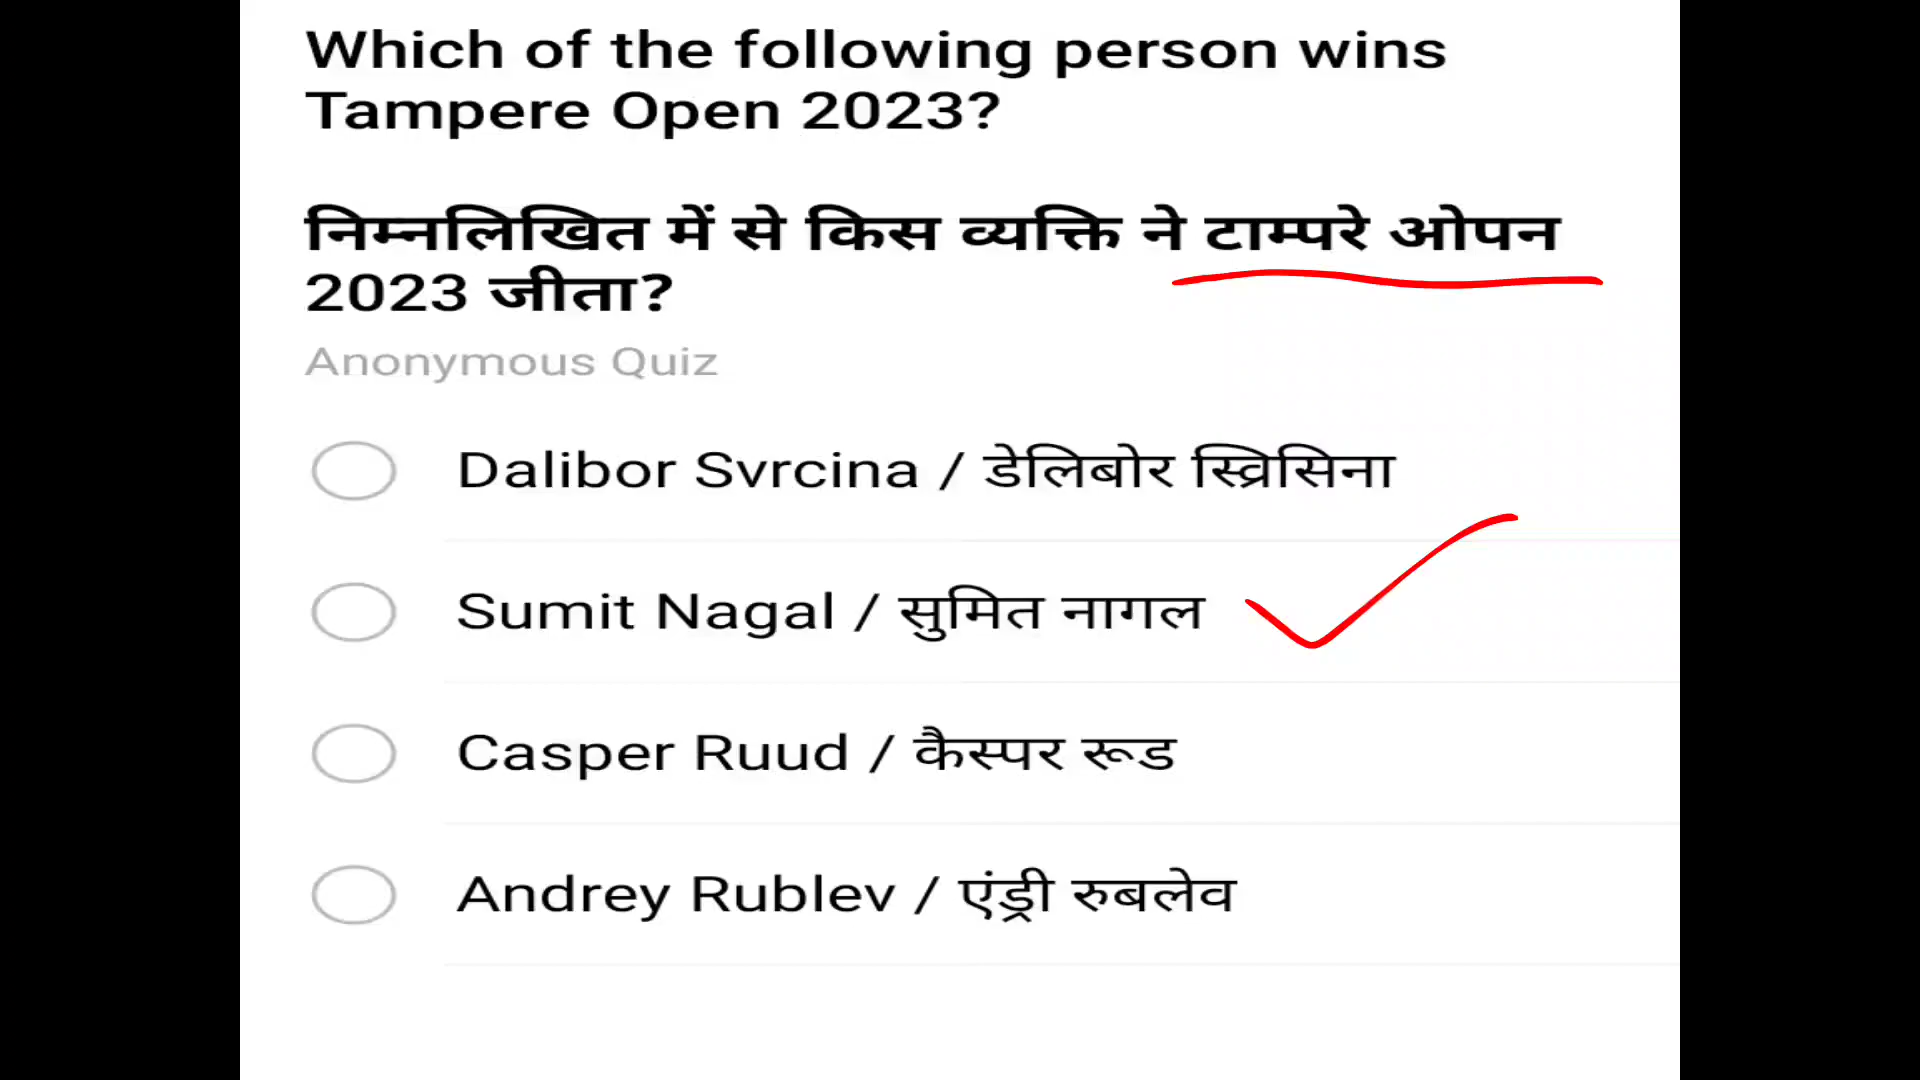 Which of the following person wins
Tampere Open 2023?
निम्नलिखित में से किस व्यक्ति ने टाम्परे ओपन
2023 जीता?
Anonymous Quiz
Dalibor Svrcina / डेलिबोर स्व्रिसिना
Sumit Nagal / सुमित नागल
Casper Ruud / कैस्पर रूड
Andrey Rublev / एंड्री रुबलेव